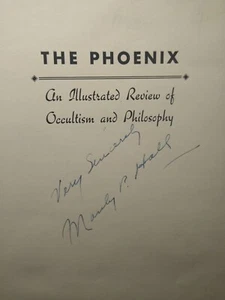 THE PHOENIX
An Illustrated Review of
Occultism and Philosophy
Very Sincerely
Manly P. Hall